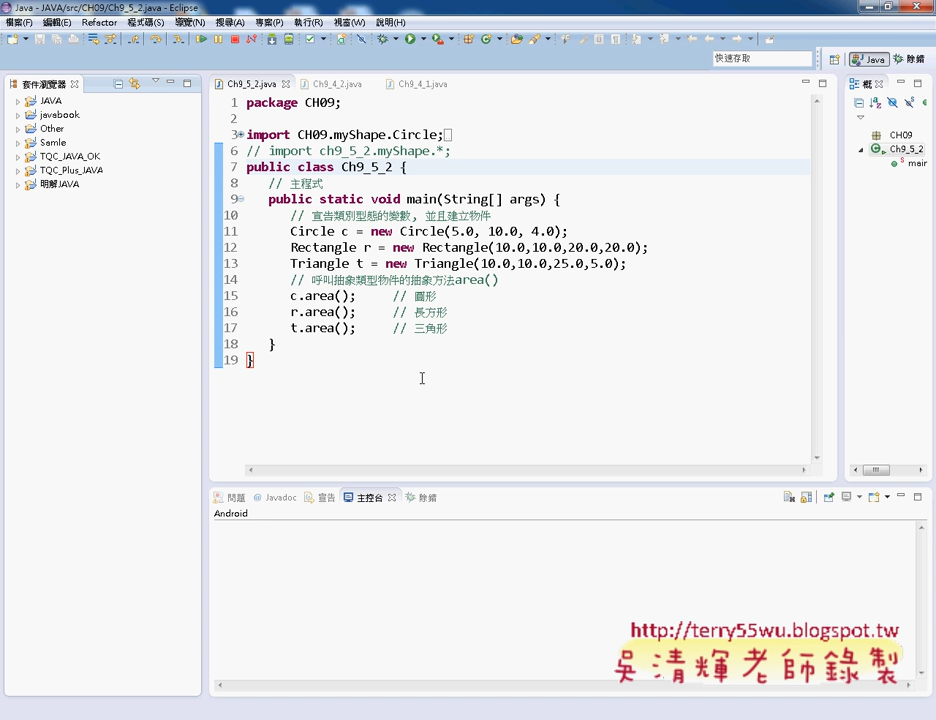 Java - JAVA/src/CH09/Ch9_5_2.java - Eclipse
檔案(F) 編輯(E) Refactor 程式碼(S) 導覽(N) 搜尋(A) 專案(P) 執行(R) 視窗(W) 說明(H)
快速存取
Java 除錯
套件瀏覽器
JAVA
javabook
Other
Samle
TQC_JAVA_OK
TQC_Plus_JAVA
明解JAVA
Ch9_5_2.java Ch9_4_2.java Ch9_4_1.java
1 package CH09;
2
3 import CH09.myShape.Circle;
6 // import ch9_5_2.myShape.*;
7 public class Ch9_5_2 {
8 // 主程式
9 public static void main(String[] args) {
10 // 宣告類別型態的變數, 並且建立物件
11 Circle c = new Circle(5.0, 10.0, 4.0);
12 Rectangle r = new Rectangle(10.0,10.0,20.0,20.0);
13 Triangle t = new Triangle(10.0,10.0,25.0,5.0);
14 // 呼叫抽象類型物件的抽象方法area()
15 c.area(); // 圓形
16 r.area(); // 長方形
17 t.area(); // 三角形
18 }
19 }
概
CH09
Ch9_5_2
mair
問題 Javadoc 宣告 主控台 除錯
Android
http://terry55wu.blogspot.tw
吳清輝老師錄製